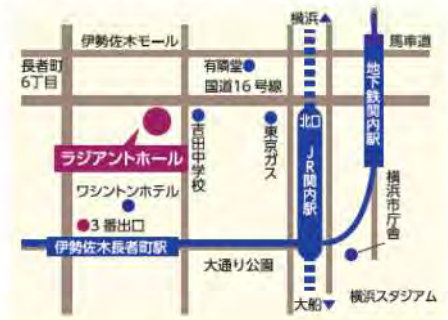 横浜▲
伊勢佐木モール
馬車道
長者町
6丁目
有隣堂
国道16号線
地下鉄関内駅
北口
JR関内駅
吉田中学校
東京ガス
ラジアントホール
ワシントンホテル
3番出口
横浜市庁舎
伊勢佐木長者町駅
大通り公園
大船▼
横浜スタジアム